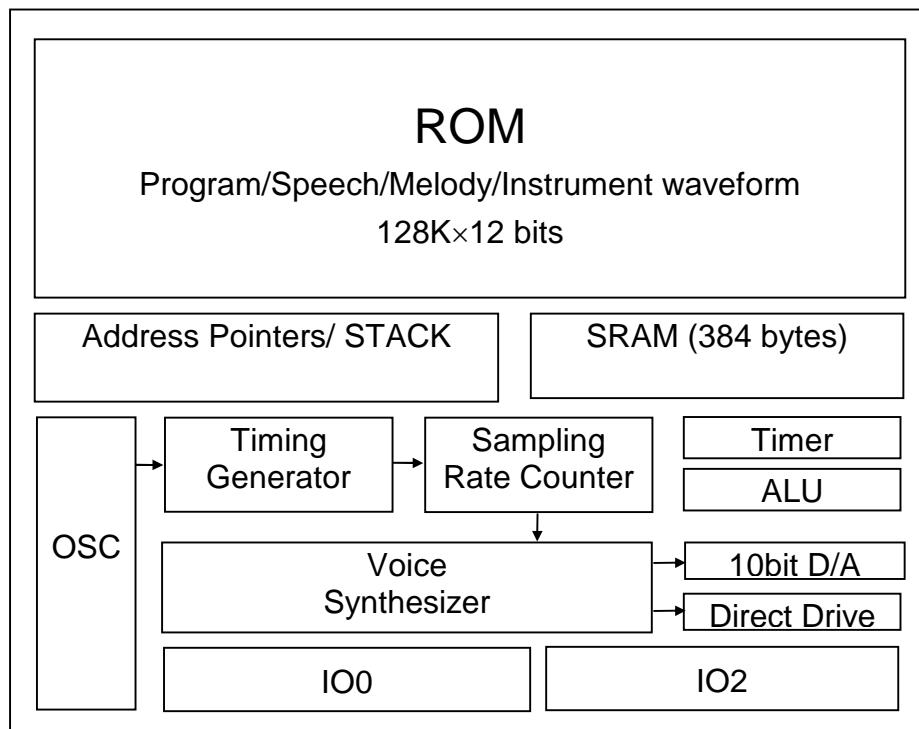 ROM
Program/Speech/Melody/Instrument waveform
128K×12 bits
Address Pointers/ STACK
SRAM (384 bytes)
OSC
Timing
Generator
Sampling
Rate Counter
Timer
ALU
Voice
Synthesizer
10bit D/A
Direct Drive
IO0
IO2